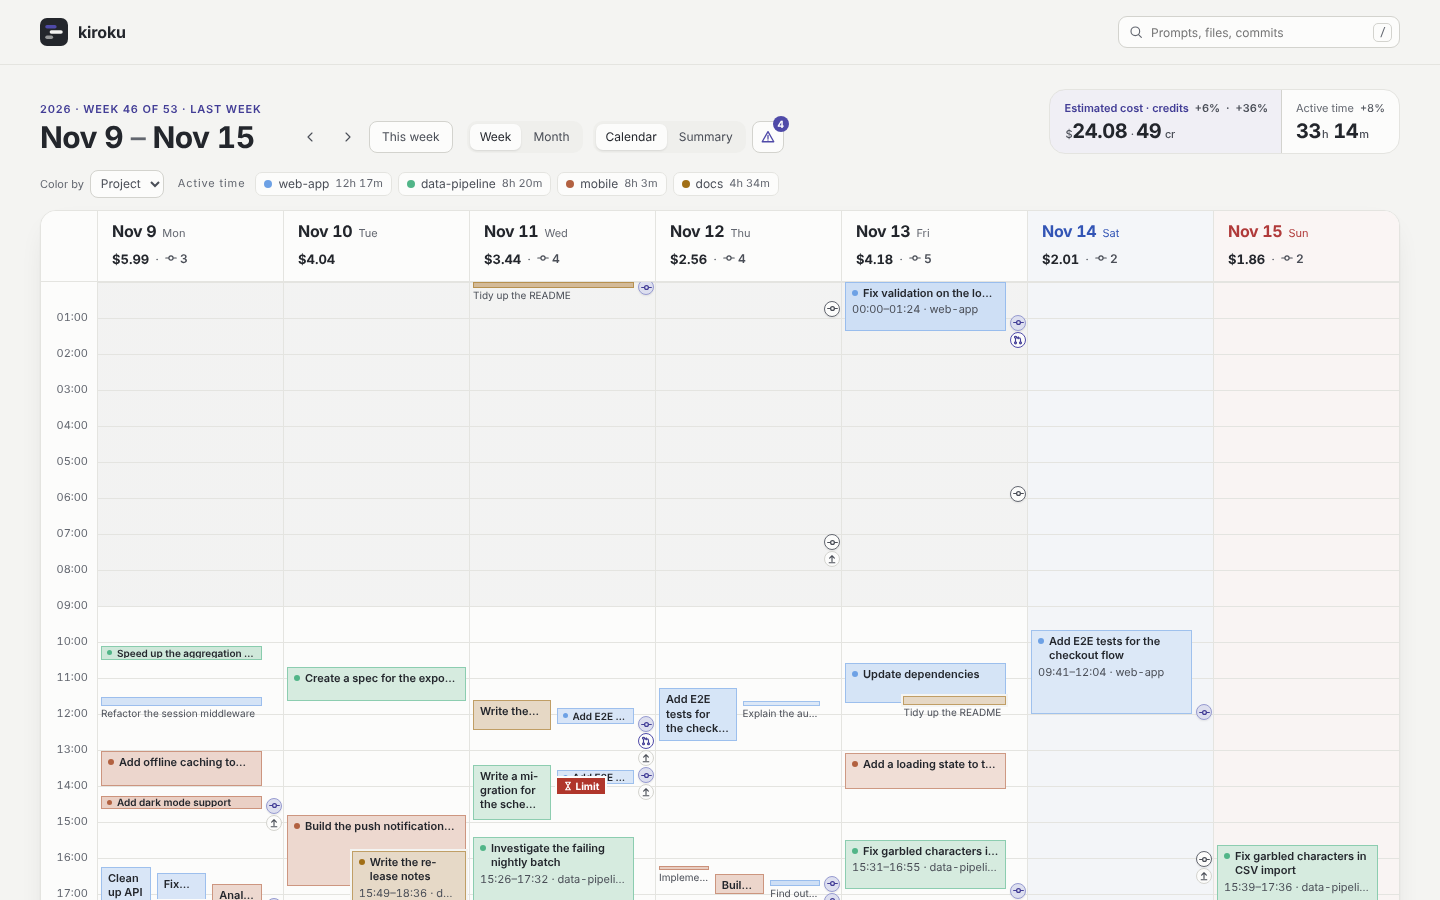 kiroku
Prompts, files, commits /
2026 · WEEK 46 OF 53 · LAST WEEK
Nov 9 – Nov 15
This week
Week Month
Calendar Summary
4
Estimated cost · credits +6% · +36%
$24.08 · 49 cr
Active time +8%
33h 14m
Color by Project
Active time
web-app 12h 17m
data-pipeline 8h 20m
mobile 8h 3m
docs 4h 34m
Nov 9 Mon
$5.99 · 3
Nov 10 Tue
$4.04
Nov 11 Wed
$3.44 · 4
Nov 12 Thu
$2.56 · 4
Nov 13 Fri
$4.18 · 5
Nov 14 Sat
$2.01 · 2
Nov 15 Sun
$1.86 · 2
01:00
02:00
03:00
04:00
05:00
06:00
07:00
08:00
09:00
10:00
11:00
12:00
13:00
14:00
15:00
16:00
17:00
Speed up the aggregation ...
Refactor the session middleware
Add offline caching to...
Add dark mode support
Clean
up API
Fix...
Anal...
Create a spec for the expo...
Build the push notification...
Write the re-
lease notes
15:49–18:36 · d...
Tidy up the README
Write the...
Add E2E ...
Write a mi-
gration for
the sche...
Add E2E ...
Limit
Investigate the failing
nightly batch
15:26–17:32 · data-pipeli...
Add E2E
tests for
the check...
Explain the au...
Impleme...
Buil...
Find out...
Fix validation on the lo...
00:00–01:24 · web-app
Update dependencies
Tidy up the README
Add a loading state to t...
Fix garbled characters i...
15:31–16:55 · data-pipeli...
Add E2E tests for the
checkout flow
09:41–12:04 · web-app
Fix garbled characters in
CSV import
15:39–17:36 · data-pipeli...